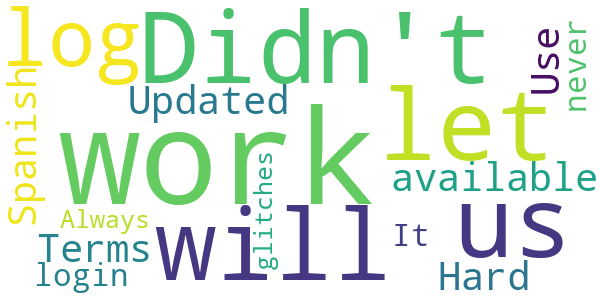 log
Didn't
Use
never
Spanish
Updated
let
work
available
glitches
Always
will
us
It
Terms
login
Hard